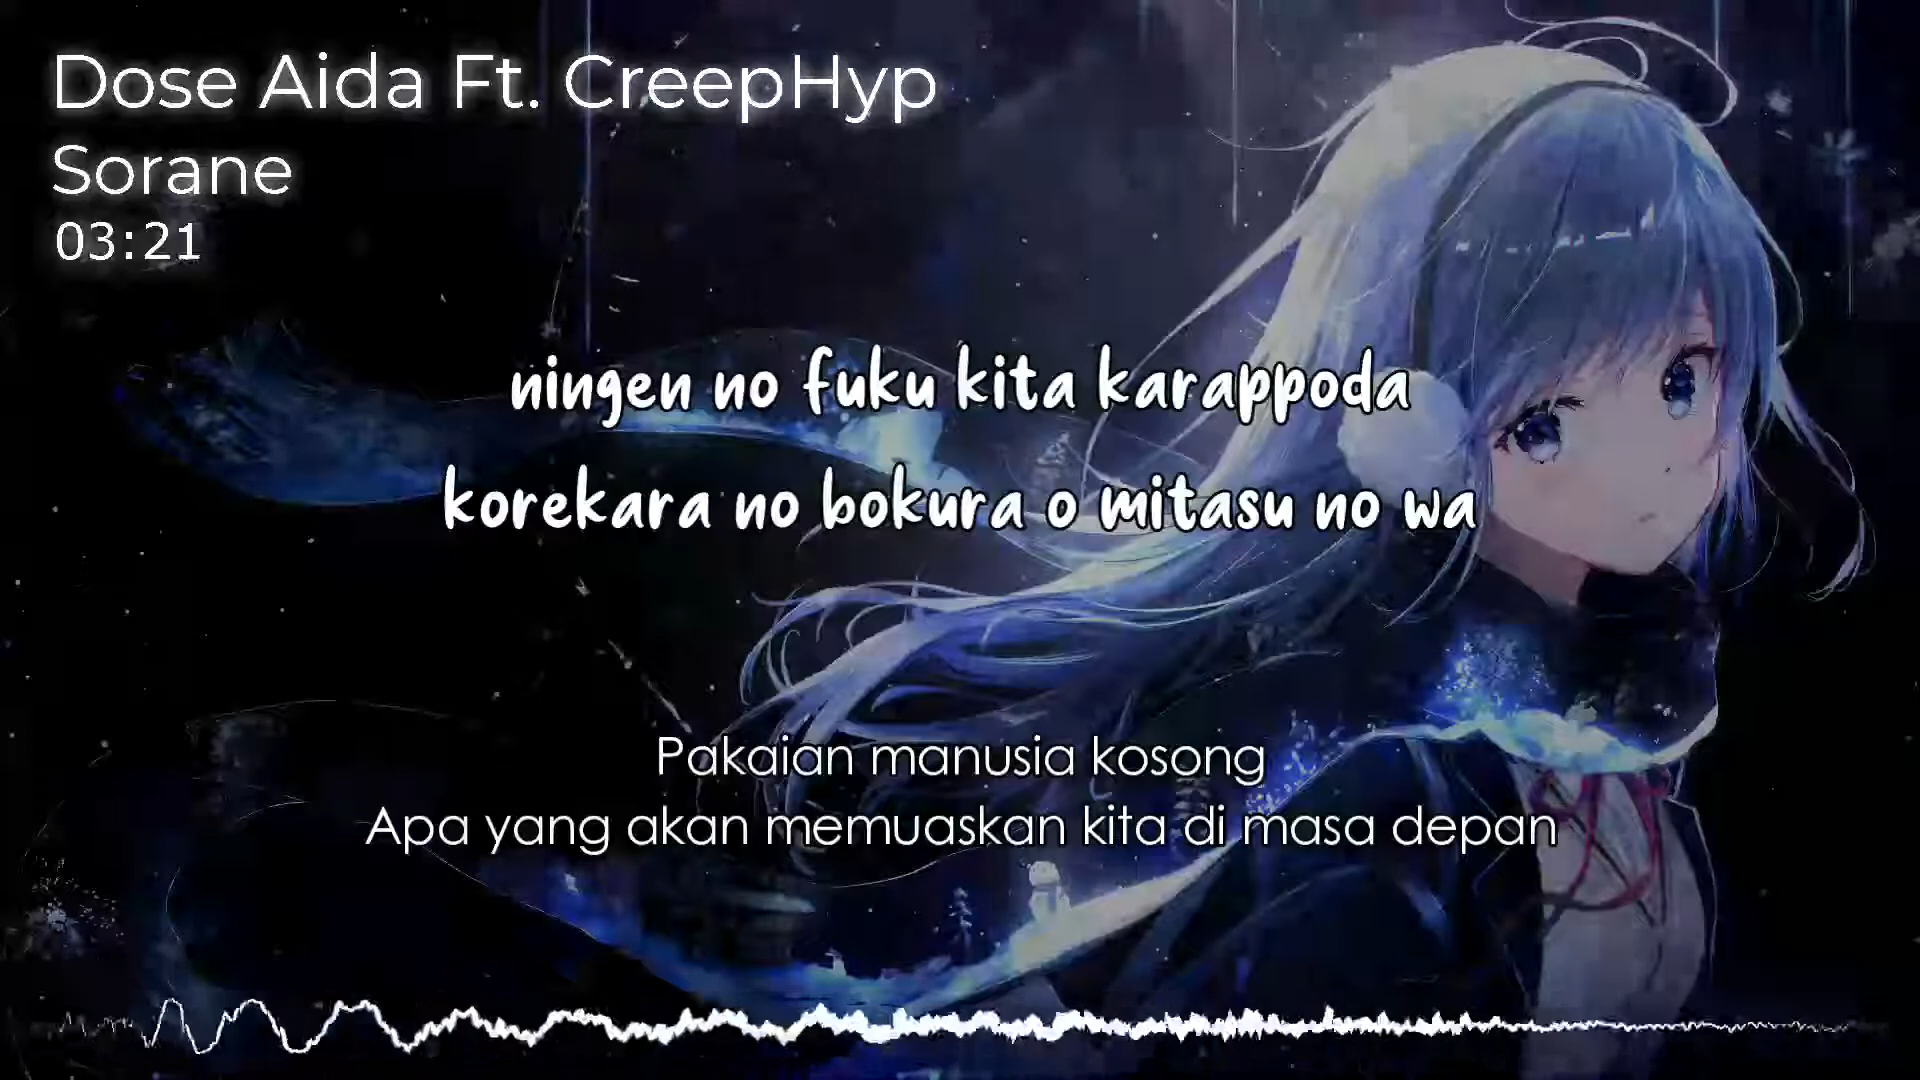 Dose Aida Ft. CreepHyp
Sorane
03:21
ningen no fuku kita karappoda
korekara no bokura o mitasu no wa
Pakaian manusia kosong
Apa yang akan memuaskan kita di masa depan